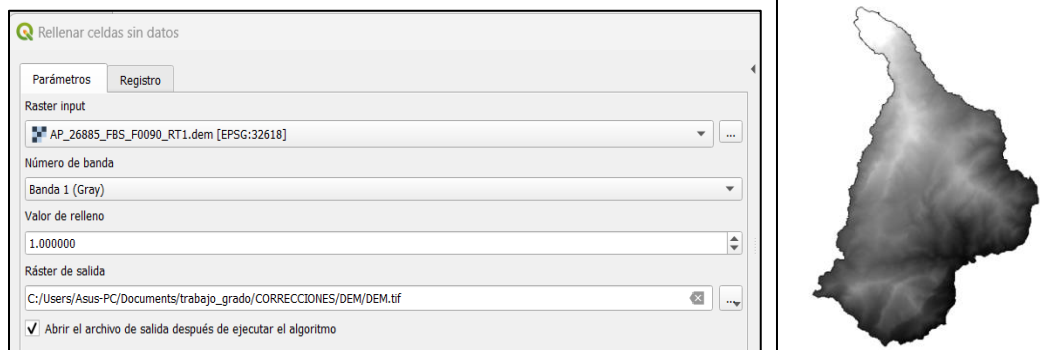 Rellenar celdas sin datos
Parámetros Registro
Raster input
AP_26885_FBS_F0090_RT1.dem [EPSG:32618]
...
Número de banda
Banda 1 (Gray)
Valor de relleno
1.000000
Ráster de salida
C:/Users/Asus-PC/Documents/trabajo_grado/CORRECCIONES/DEM/DEM.tif
...
Abrir el archivo de salida después de ejecutar el algoritmo